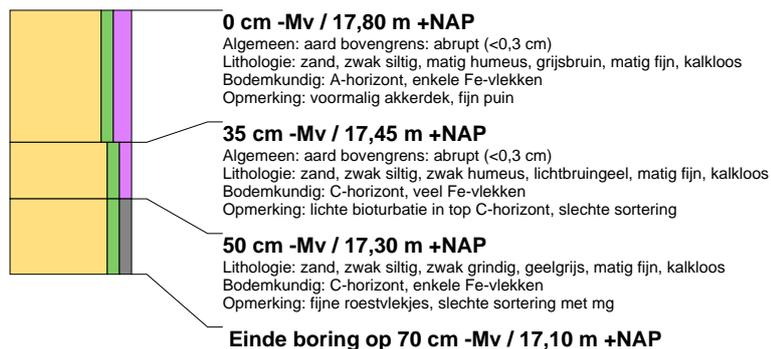 0 cm -Mv / 17,80 m +NAP
Algemeen: aard bovengrens: abrupt (<0,3 cm)
Lithologie: zand, zwak siltig, matig humeus, grijsbruin, matig fijn, kalkloos
Bodemkundig: A-horizont, enkele Fe-vlekken
Opmerking: voormalig akkerdek, fijn puin
35 cm -Mv / 17,45 m +NAP
Algemeen: aard bovengrens: abrupt (<0,3 cm)
Lithologie: zand, zwak siltig, zwak humeus, lichtbruingeel, matig fijn, kalkloos
Bodemkundig: C-horizont, veel Fe-vlekken
Opmerking: lichte bioturbatie in top C-horizont, slechte sortering
50 cm -Mv / 17,30 m +NAP
Lithologie: zand, zwak siltig, zwak grindig, geelgrijs, matig fijn, kalkloos
Bodemkundig: C-horizont, enkele Fe-vlekken
Opmerking: fijne roestvlekjes, slechte sortering met mg
Einde boring op 70 cm -Mv / 17,10 m +NAP